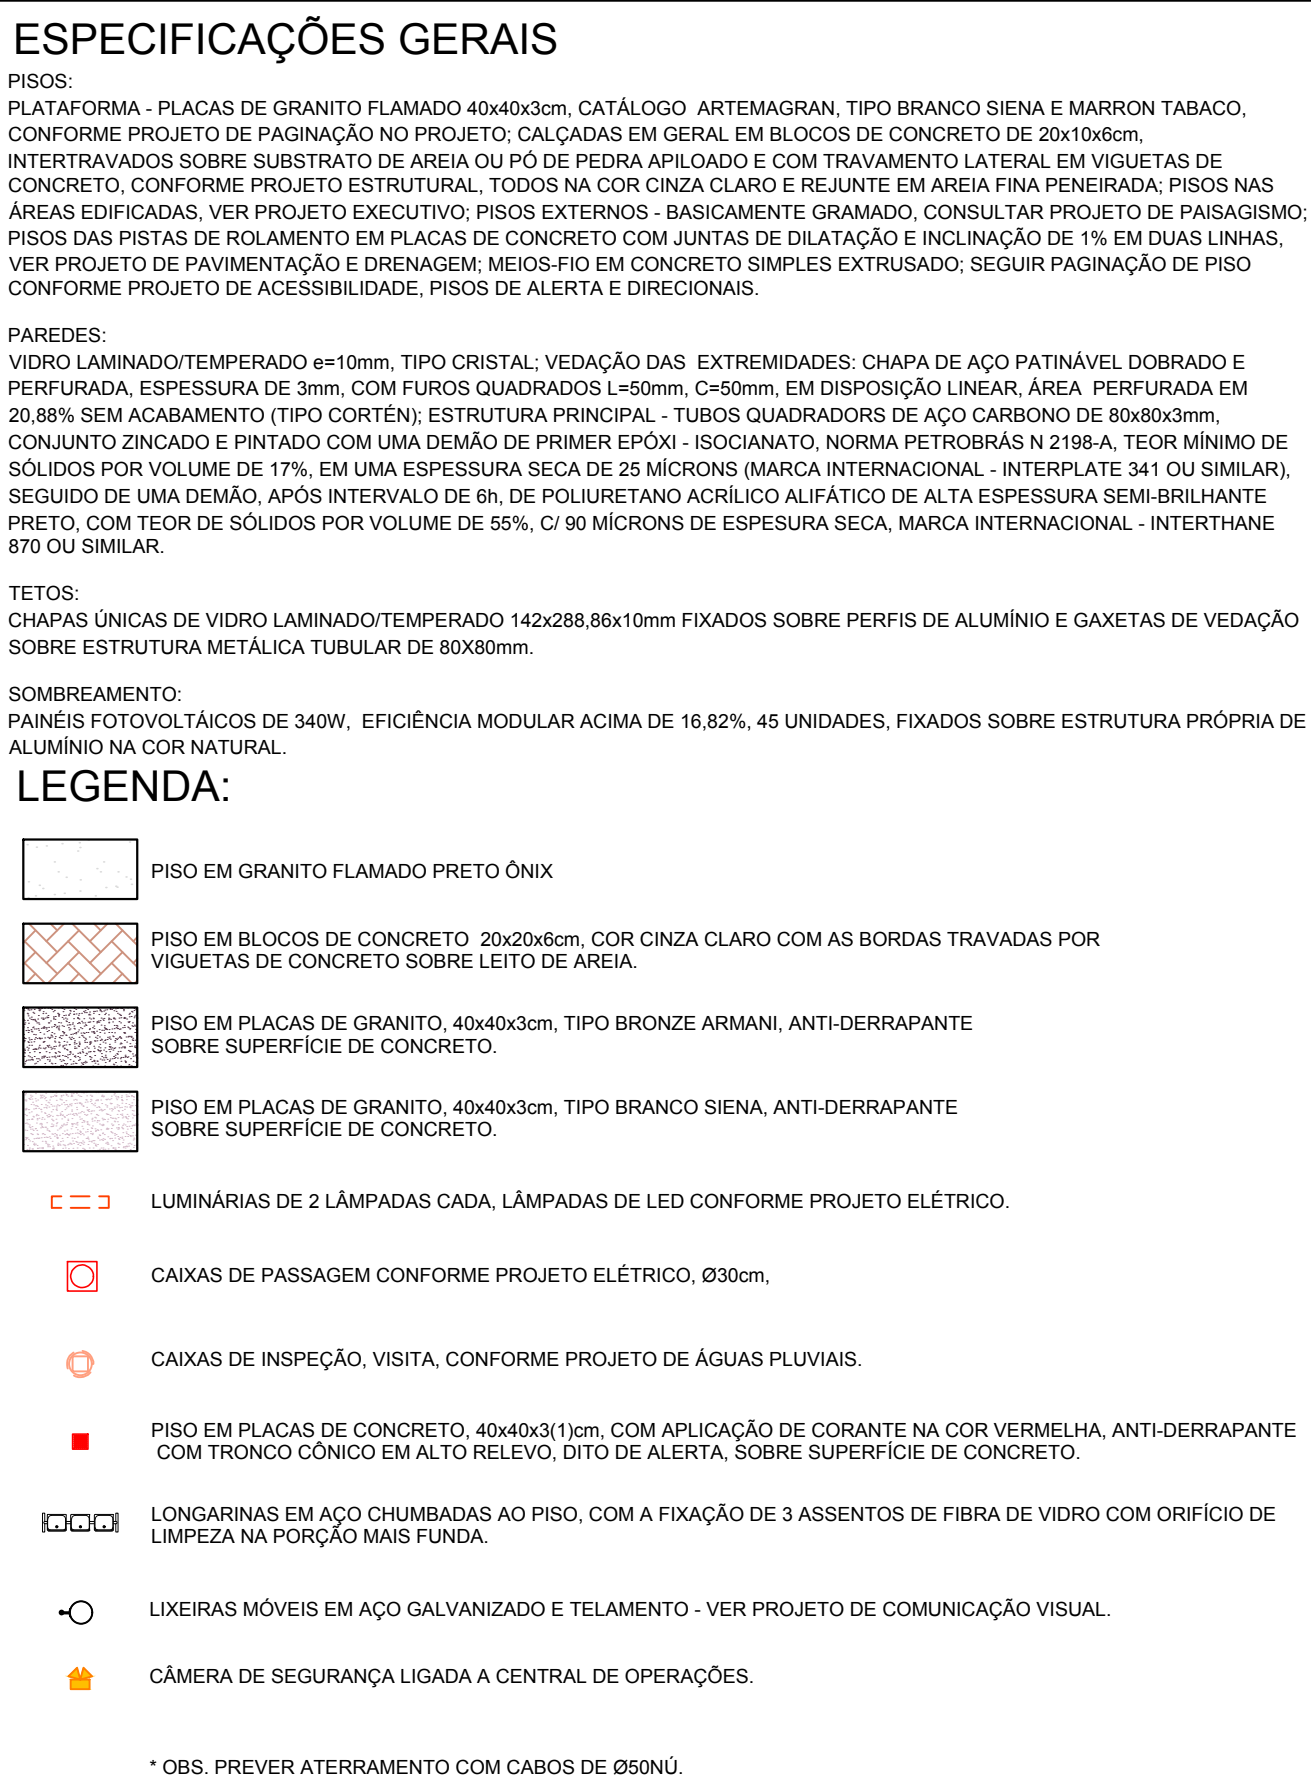 ESPECIFICAÇÕES GERAIS
PISOS:
PLATAFORMA - PLACAS DE GRANITO FLAMADO 40x40x3cm, CATÁLOGO ARTEMAGRAN, TIPO BRANCO SIENA E MARRON TABACO,
CONFORME PROJETO DE PAGINAÇÃO NO PROJETO; CALÇADAS EM GERAL EM BLOCOS DE CONCRETO DE 20x10x6cm,
INTERTRAVADOS SOBRE SUBSTRATO DE AREIA OU PÓ DE PEDRA APILOADO E COM TRAVAMENTO LATERAL EM VIGUETAS DE
CONCRETO, CONFORME PROJETO ESTRUTURAL, TODOS NA COR CINZA CLARO E REJUNTE EM AREIA FINA PENEIRADA; PISOS NAS
ÁREAS EDIFICADAS, VER PROJETO EXECUTIVO; PISOS EXTERNOS - BASICAMENTE GRAMADO, CONSULTAR PROJETO DE PAISAGISMO;
PISOS DAS PISTAS DE ROLAMENTO EM PLACAS DE CONCRETO COM JUNTAS DE DILATAÇÃO E INCLINAÇÃO DE 1% EM DUAS LINHAS,
VER PROJETO DE PAVIMENTAÇÃO E DRENAGEM; MEIOS-FIO EM CONCRETO SIMPLES EXTRUSADO; SEGUIR PAGINAÇÃO DE PISO
CONFORME PROJETO DE ACESSIBILIDADE, PISOS DE ALERTA E DIRECIONAIS.
PAREDES:
VIDRO LAMINADO/TEMPERADO e=10mm, TIPO CRISTAL; VEDAÇÃO DAS EXTREMIDADES: CHAPA DE AÇO PATINÁVEL DOBRADO E
PERFURADA, ESPESSURA DE 3mm, COM FUROS QUADRADOS L=50mm, C=50mm, EM DISPOSIÇÃO LINEAR, ÁREA PERFURADA EM
20,88% SEM ACABAMENTO (TIPO CORTÉN); ESTRUTURA PRINCIPAL - TUBOS QUADRADORS DE AÇO CARBONO DE 80x80x3mm,
CONJUNTO ZINCADO E PINTADO COM UMA DEMÃO DE PRIMER EPÓXI - ISOCIANATO, NORMA PETROBRÁS N 2198-A, TEOR MÍNIMO DE
SÓLIDOS POR VOLUME DE 17%, EM UMA ESPESSURA SECA DE 25 MÍCRONS (MARCA INTERNACIONAL - INTERPLATE 341 OU SIMILAR),
SEGUIDO DE UMA DEMÃO, APÓS INTERVALO DE 6h, DE POLIURETANO ACRÍLICO ALIFÁTICO DE ALTA ESPESSURA SEMI-BRILHANTE
PRETO, COM TEOR DE SÓLIDOS POR VOLUME DE 55%, C/ 90 MÍCRONS DE ESPESURA SECA, MARCA INTERNACIONAL - INTERTHANE
870 OU SIMILAR.
TETOS:
CHAPAS ÚNICAS DE VIDRO LAMINADO/TEMPERADO 142x288,86x10mm FIXADOS SOBRE PERFIS DE ALUMÍNIO E GAXETAS DE VEDAÇÃO
SOBRE ESTRUTURA METÁLICA TUBULAR DE 80X80mm.
SOMBREAMENTO:
PAINÉIS FOTOVOLTÁICOS DE 340W, EFICIÊNCIA MODULAR ACIMA DE 16,82%, 45 UNIDADES, FIXADOS SOBRE ESTRUTURA PRÓPRIA DE
ALUMÍNIO NA COR NATURAL.
LEGENDA:
PISO EM GRANITO FLAMADO PRETO ÔNIX
PISO EM BLOCOS DE CONCRETO 20x20x6cm, COR CINZA CLARO COM AS BORDAS TRAVADAS POR
VIGUETAS DE CONCRETO SOBRE LEITO DE AREIA.
PISO EM PLACAS DE GRANITO, 40x40x3cm, TIPO BRONZE ARMANI, ANTI-DERRAPANTE
SOBRE SUPERFÍCIE DE CONCRETO.
PISO EM PLACAS DE GRANITO, 40x40x3cm, TIPO BRANCO SIENA, ANTI-DERRAPANTE
SOBRE SUPERFÍCIE DE CONCRETO.
LUMINÁRIAS DE 2 LÂMPADAS CADA, LÂMPADAS DE LED CONFORME PROJETO ELÉTRICO.
CAIXAS DE PASSAGEM CONFORME PROJETO ELÉTRICO, Ø30cm,
CAIXAS DE INSPEÇÃO, VISITA, CONFORME PROJETO DE ÁGUAS PLUVIAIS.
PISO EM PLACAS DE CONCRETO, 40x40x3(1)cm, COM APLICAÇÃO DE CORANTE NA COR VERMELHA, ANTI-DERRAPANTE
COM TRONCO CÔNICO EM ALTO RELEVO, DITO DE ALERTA, SOBRE SUPERFÍCIE DE CONCRETO.
LONGARINAS EM AÇO CHUMBADAS AO PISO, COM A FIXAÇÃO DE 3 ASSENTOS DE FIBRA DE VIDRO COM ORIFÍCIO DE
LIMPEZA NA PORÇÃO MAIS FUNDA.
LIXEIRAS MÓVEIS EM AÇO GALVANIZADO E TELAMENTO - VER PROJETO DE COMUNICAÇÃO VISUAL.
CÂMERA DE SEGURANÇA LIGADA A CENTRAL DE OPERAÇÕES.
* OBS. PREVER ATERRAMENTO COM CABOS DE Ø50NÚ.